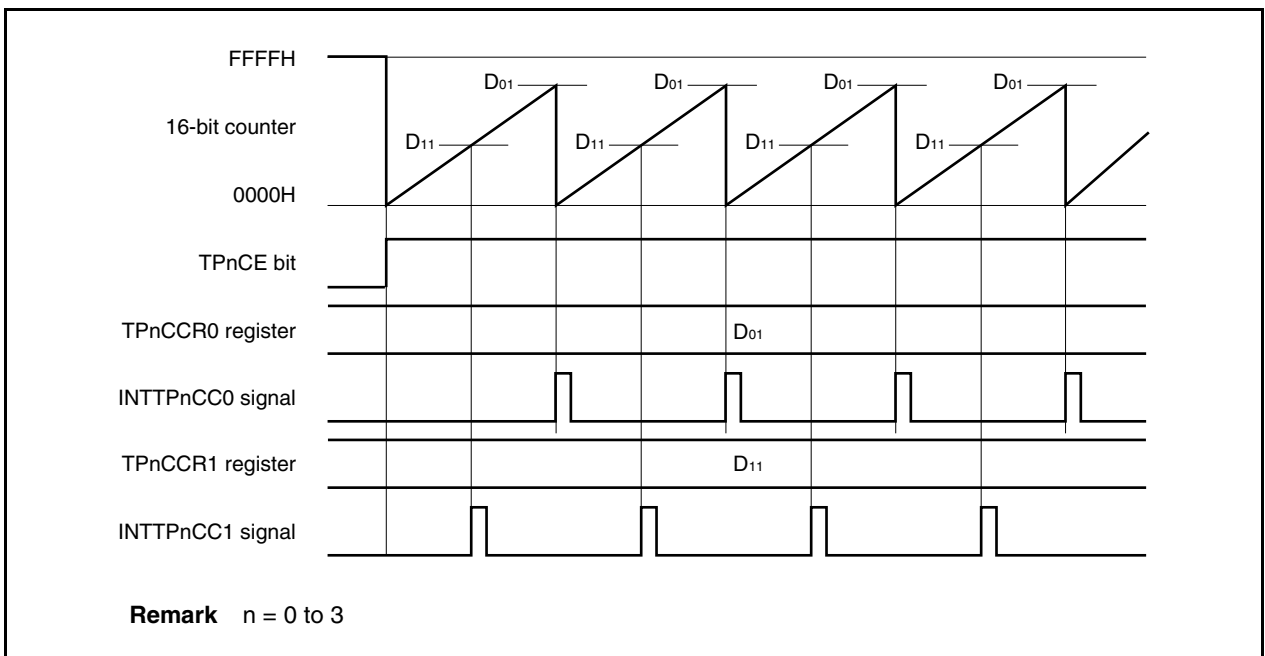 FFFFH
D01 D01 D01 D01
16-bit counter
D11 D11 D11 D11
0000H
TPnCE bit
TPnCCR0 register
D01
INTTPnCC0 signal
TPnCCR1 register
D11
INTTPnCC1 signal
Remark n = 0 to 3